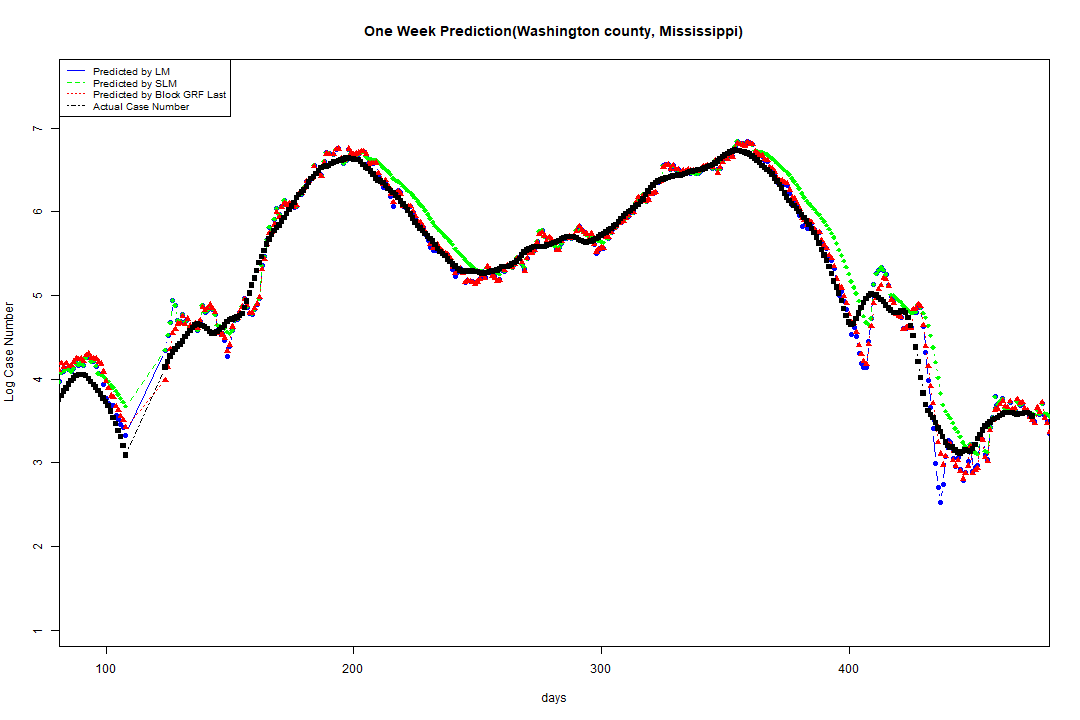 One Week Prediction(Washington county, Mississippi)
Predicted by LM
Predicted by SLM
Predicted by Block GRF Last
Actual Case Number
7
6
5
4
3
2
1
Log Case Number
100 200 300 400
days